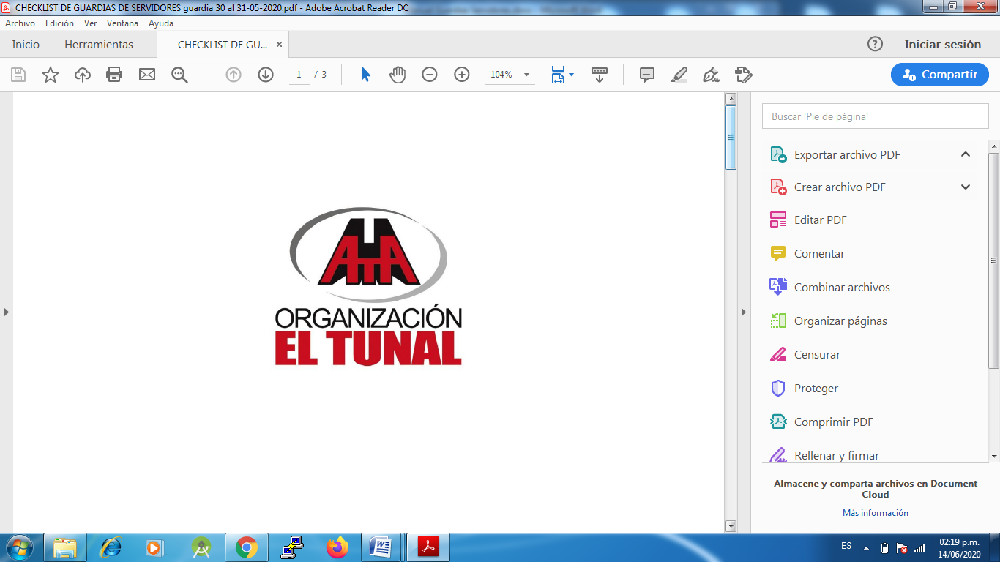 CHECKLIST DE GUARDIAS DE SERVIDORES guardia 30 al 31-05-2020.pdf - Adobe Acrobat Reader DC
Archivo Edición Ver Ventana Ayuda
Inicio Herramientas CHECKLIST DE GU... × ? Iniciar sesión
1 / 3 104% Compartir
Buscar 'Pie de página'
Exportar archivo PDF
Crear archivo PDF
Editar PDF
Comentar
Combinar archivos
Organizar páginas
Censurar
Proteger
Comprimir PDF
Rellenar y firmar
Almacene y comparta archivos en Document
Cloud
Más información
ORGANIZACIÓN
EL TUNAL
ES 02:19 p.m.
14/06/2020